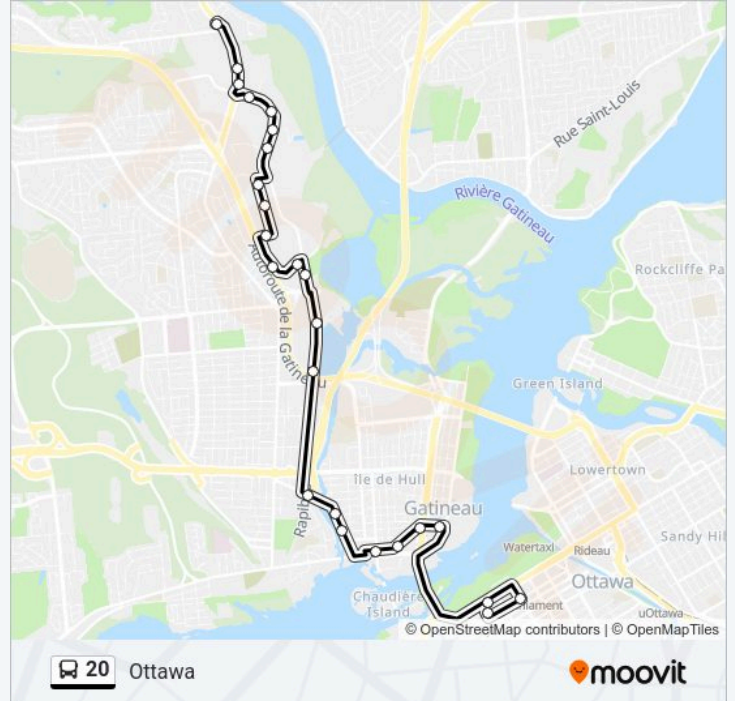 Rue Saint-Louis
Rivière Gatineau
Rockcliffe Pa
Autoroute de la Gatineau
Green Island
Lowertown
Île de Hull
Gatineau
Sandy Hil
Watertaxi
Rideau
Ottawa
Chaudière
Island
liament
uOttawa
© OpenStreetMap contributors | © OpenMapTiles
20
Ottawa
moovit